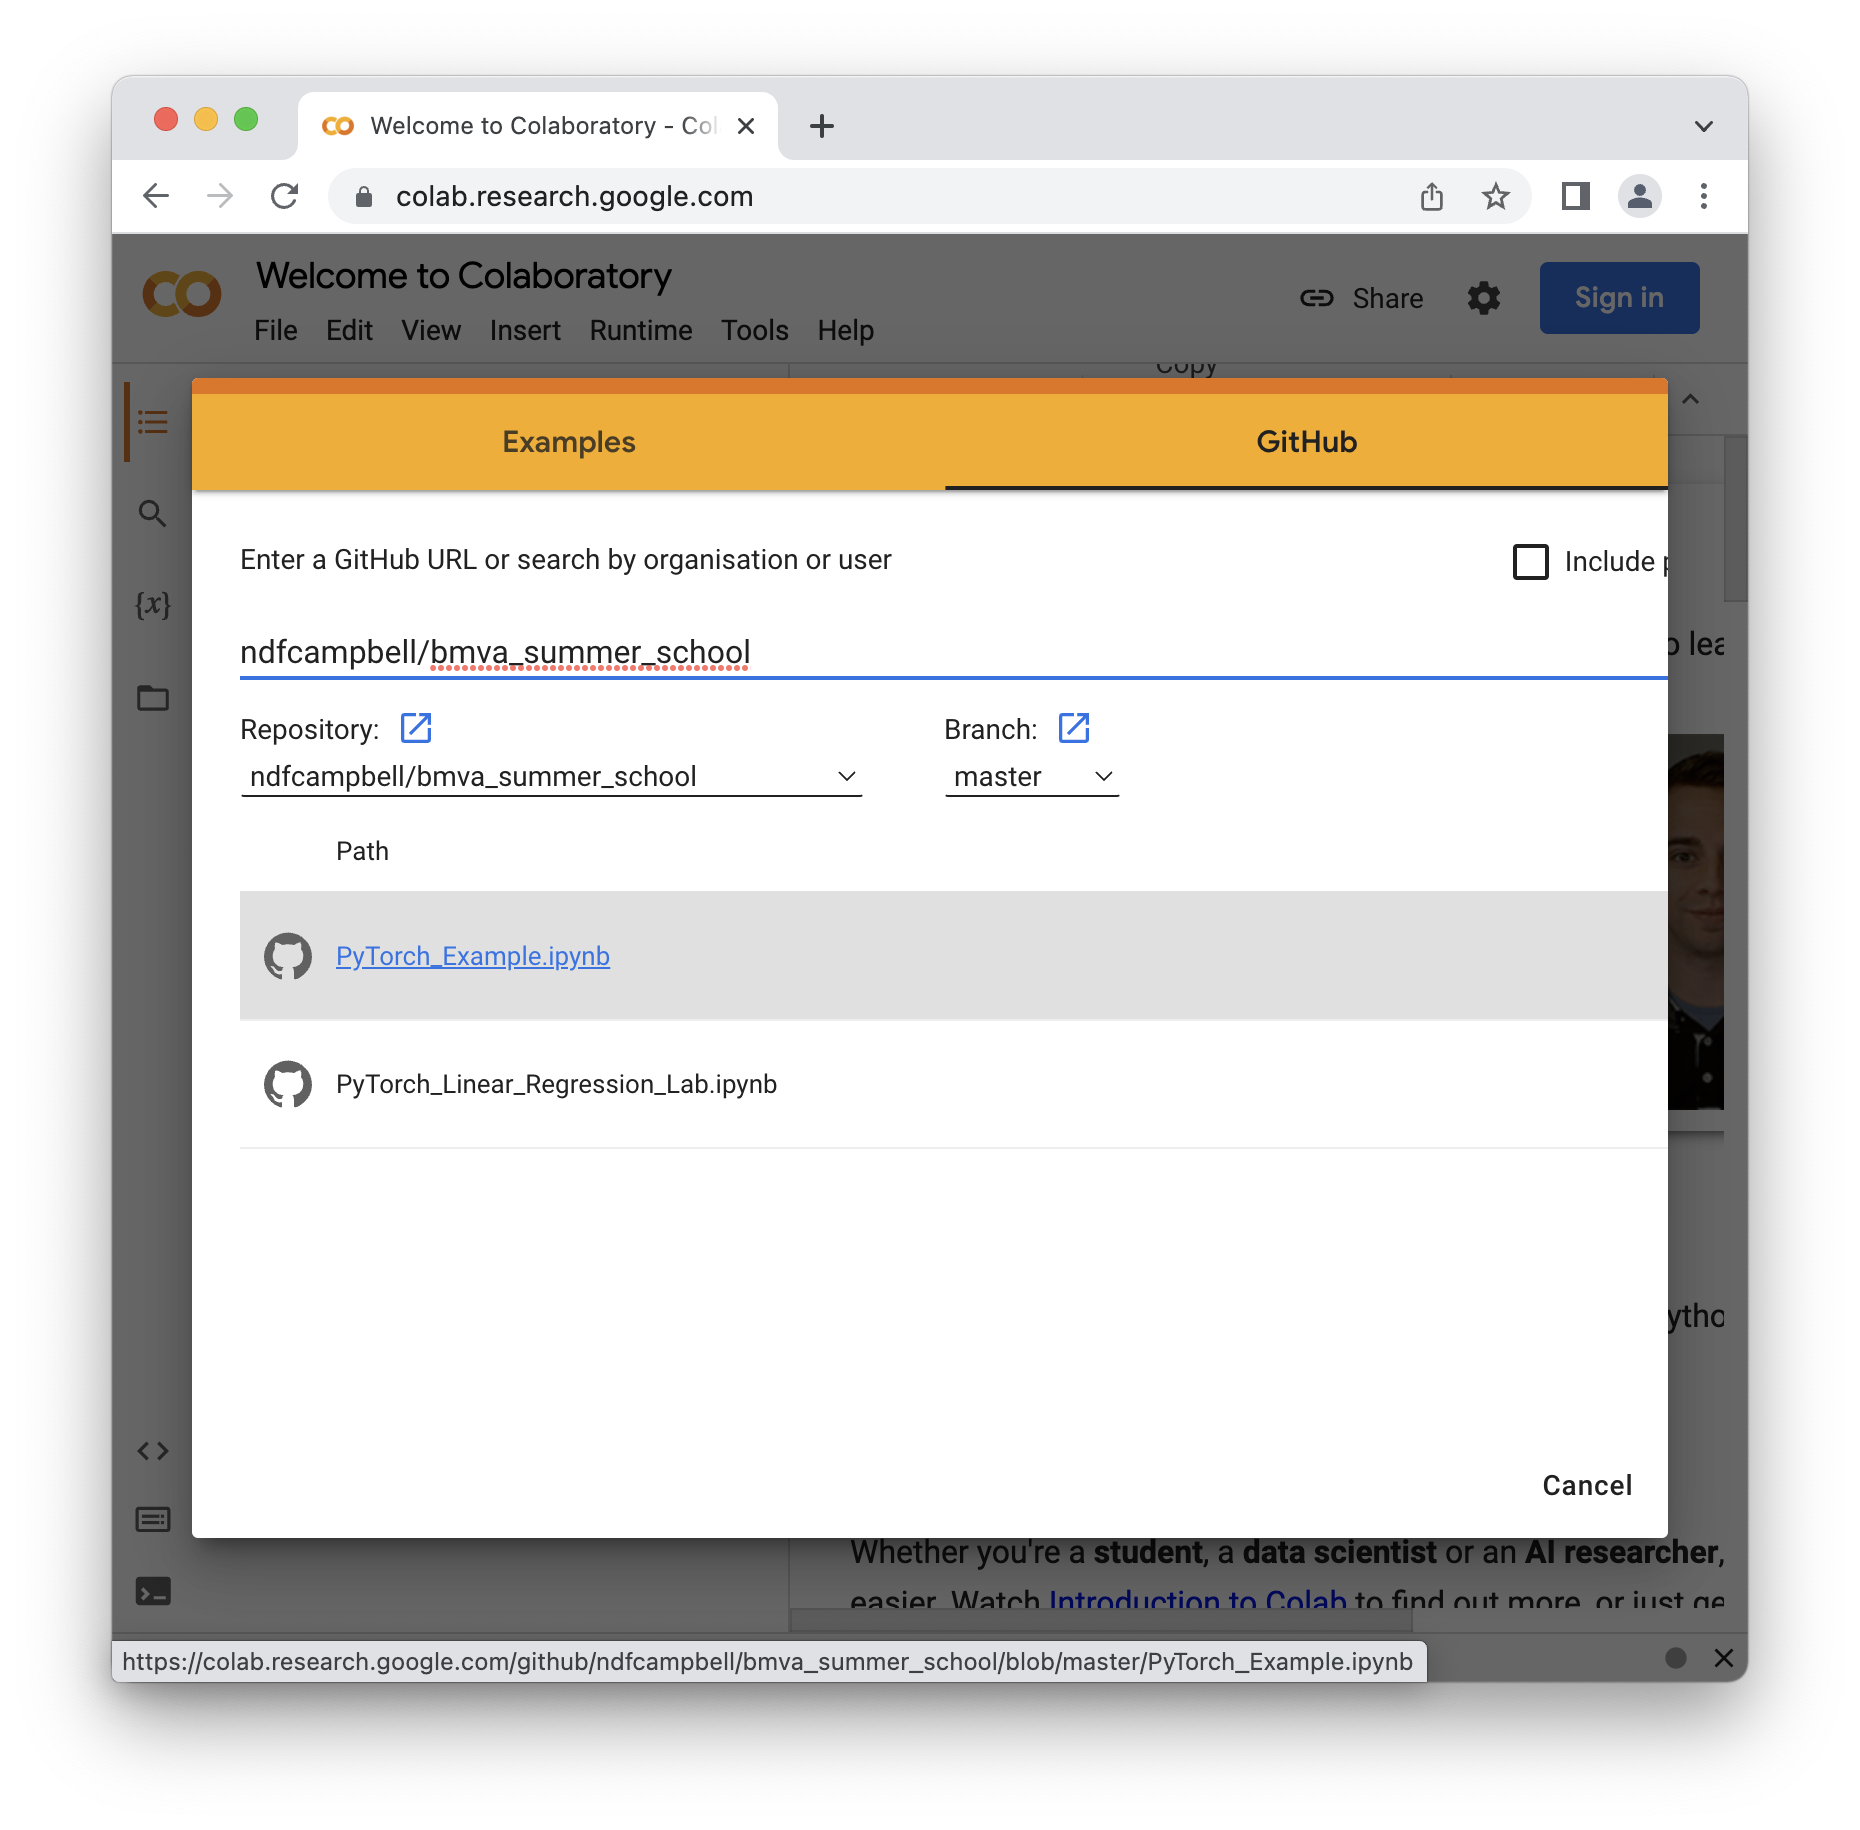 Welcome to Colaboratory - Col
colab.research.google.com
Welcome to Colaboratory
File Edit View Insert Runtime Tools Help
Share
Sign in
Copy
Examples
GitHub
Enter a GitHub URL or search by organisation or user
Include p
ndfcampbell/bmva_summer_school
o lea
Repository:
Branch:
ndfcampbell/bmva_summer_school
master
Path
PyTorch_Example.ipynb
PyTorch_Linear_Regression_Lab.ipynb
ytho
Cancel
Whether you're a student, a data scientist or an AI researcher,
easier. Watch Introduction to Colab to find out more, or just ge
https://colab.research.google.com/github/ndfcampbell/bmva_summer_school/blob/master/PyTorch_Example.ipynb